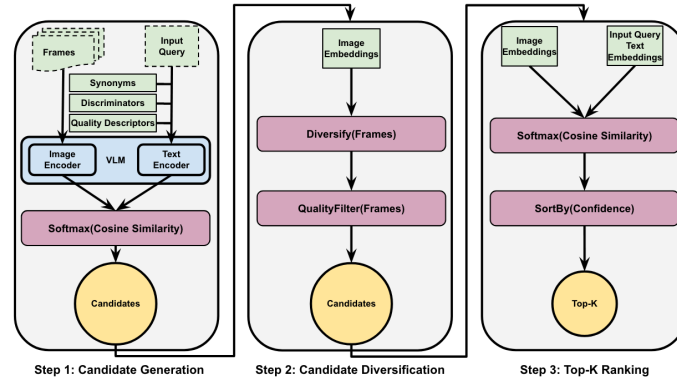 Frames
Input
Query
Synonyms
Discriminators
Quality Descriptors
Image
Encoder
VLM
Text
Encoder
Softmax(Cosine Similarity)
Candidates
Step 1: Candidate Generation
Image
Embeddings
Diversify(Frames)
QualityFilter(Frames)
Candidates
Step 2: Candidate Diversification
Image
Embeddings
Input Query
Text
Embeddings
Softmax(Cosine Similarity)
SortBy(Confidence)
Top-K
Step 3: Top-K Ranking